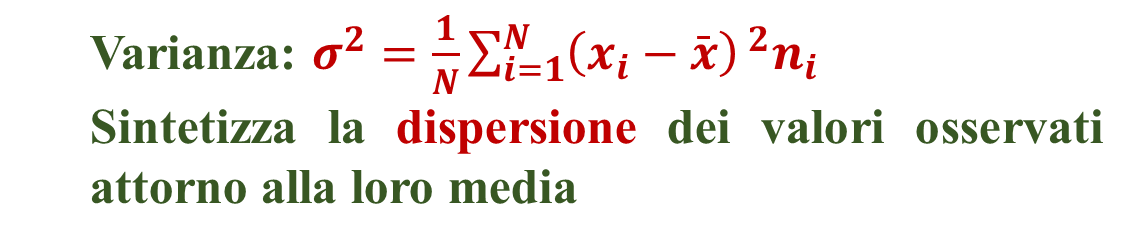 Varianza: σ² = 1/N ∑ᵢ₌₁ᴺ (xᵢ − x̄) ² nᵢ
Sintetizza la dispersione dei valori osservati
attorno alla loro media